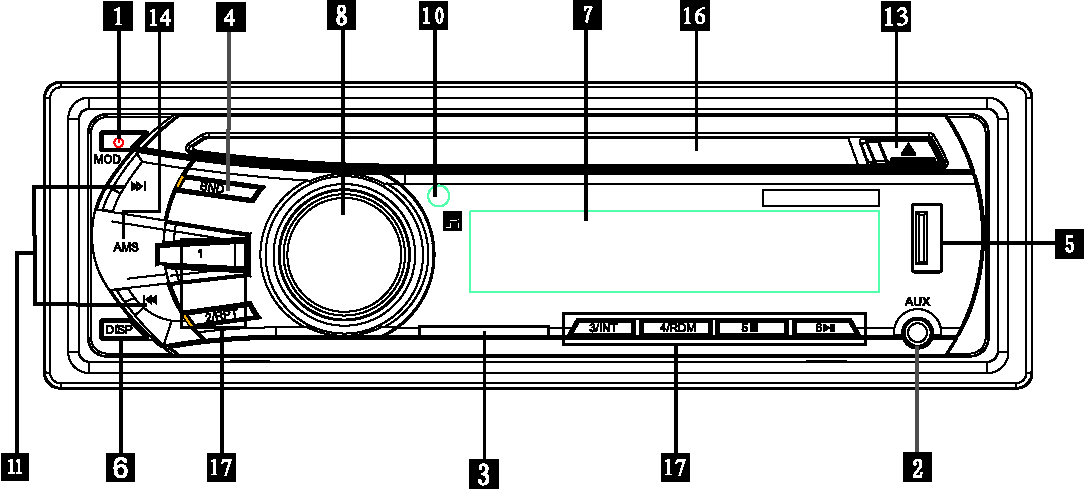 1 14 4 8 10 7 16 13
MOD
BND
AMS
1
5
AUX
DISP
2/RPT
3/INT 4/RDM 5 6
11 6 17 3 17 2